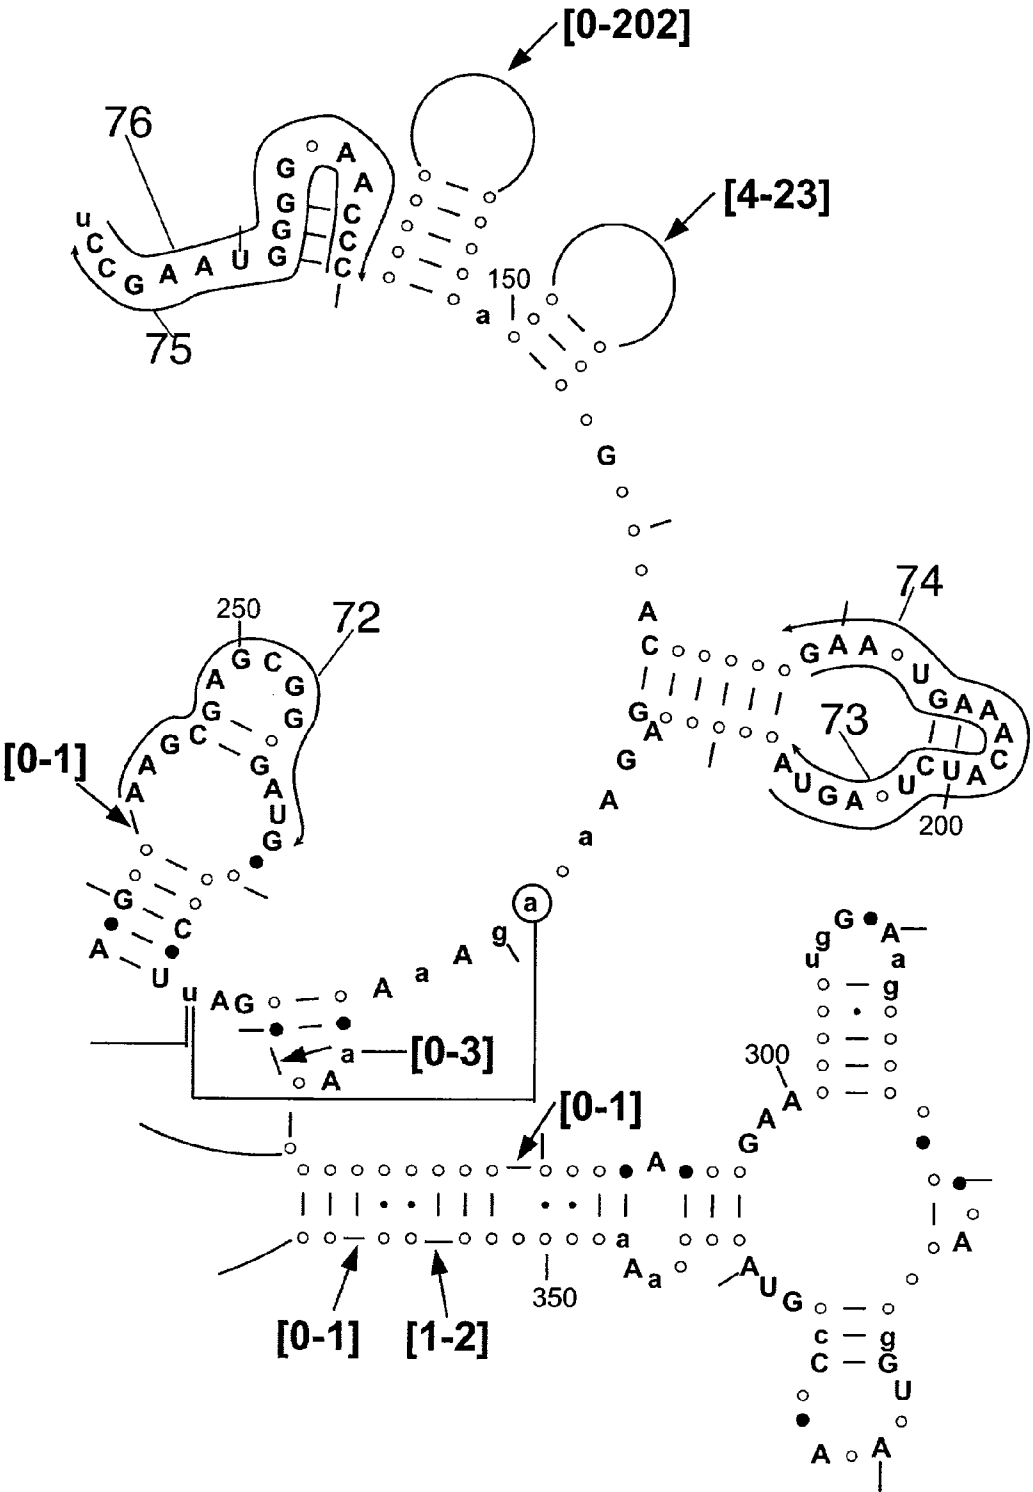 [0-202]
76
G A
G A
[4-23]
u G C
C G C
C G A A U G C
150
a
75
G
74
A
C
G A A U
G A A A C A U C U
G A
73
A U G A
G
A
a
200
250
72
A G C G G
G
A A G C
G A U G
[0-1]
G C
A U
u A G
A a A g a
a [0-3]
A
g G A
u a
g
300
G A A
[0-1]
A
A
a
A a
350
A U G
c g
C G
U
A A
[0-1] [1-2]